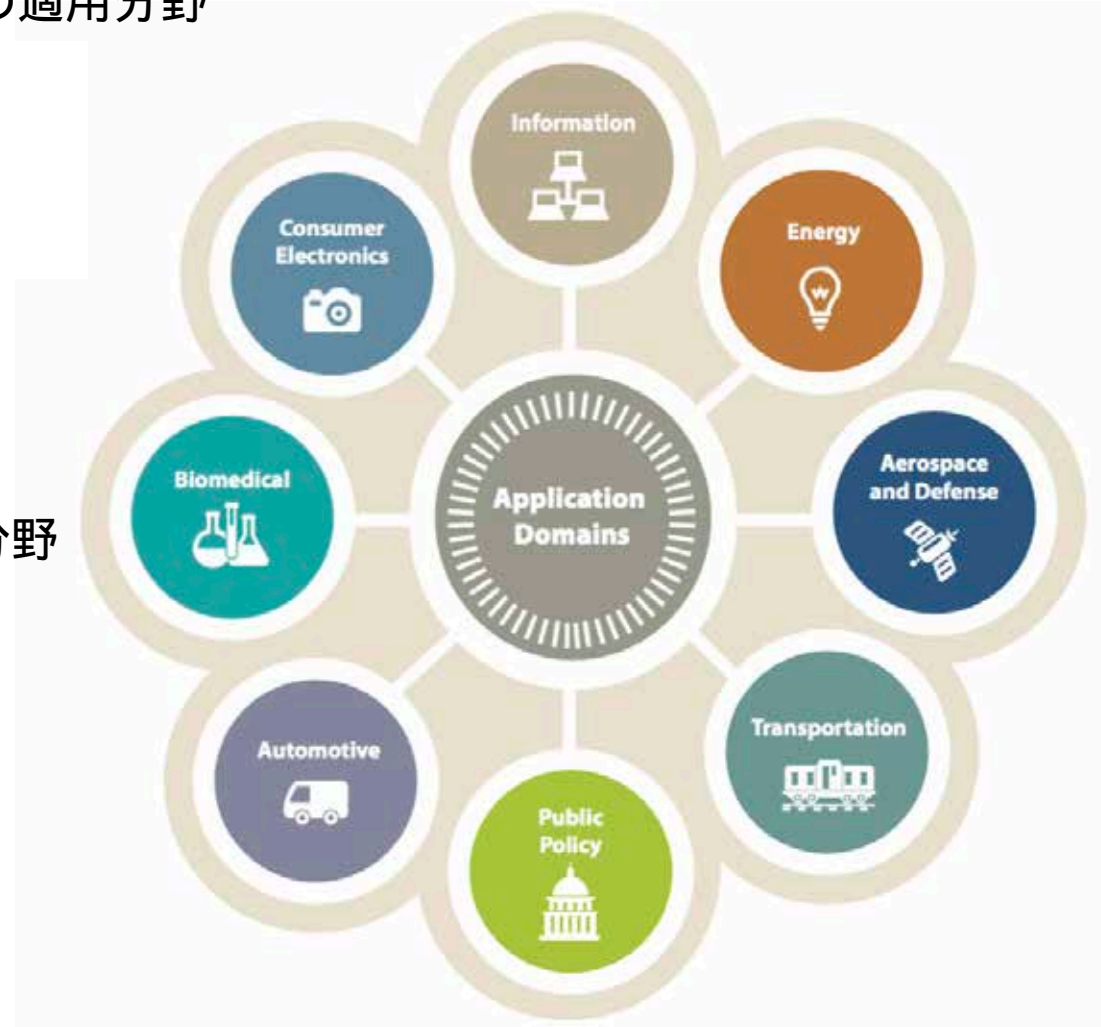 の適用分野
Information
Consumer
Electronics
Energy
Biomedical
Application
Domains
Aerospace
and Defense
分野
Automotive
Transportation
Public
Policy